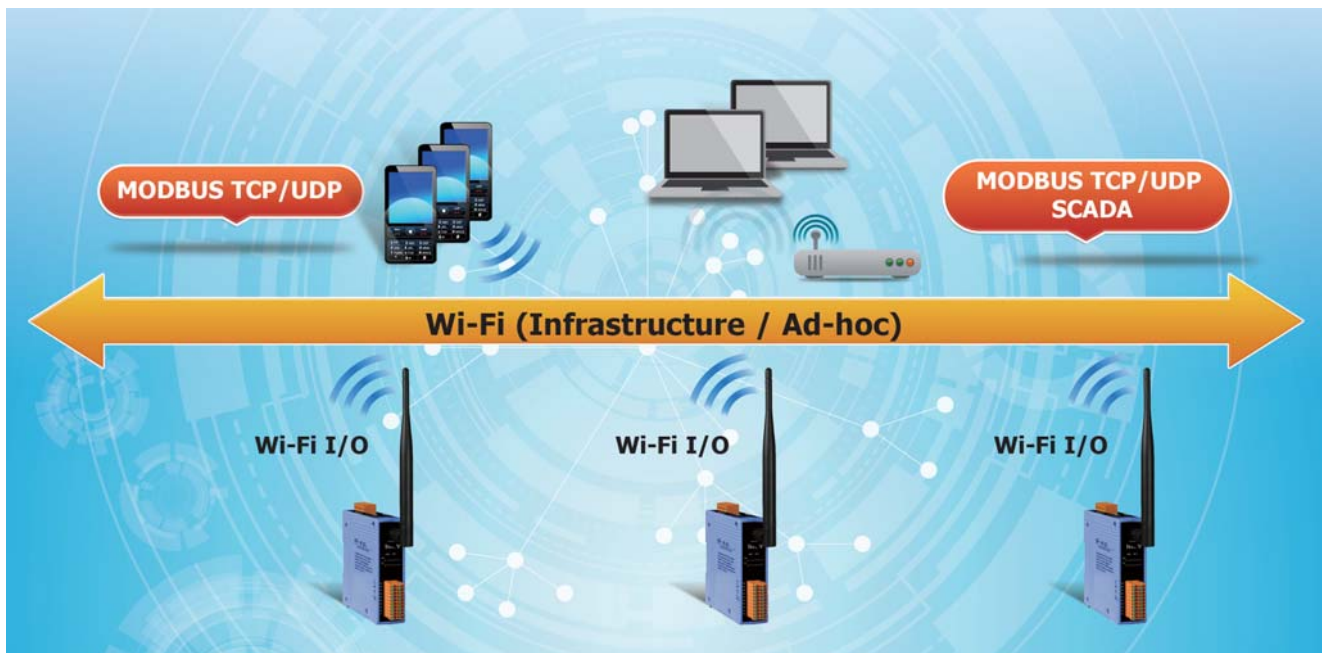 MODBUS TCP/UDP
MODBUS TCP/UDP
SCADA
Wi-Fi (Infrastructure / Ad-hoc)
Wi-Fi I/O
Wi-Fi I/O
Wi-Fi I/O